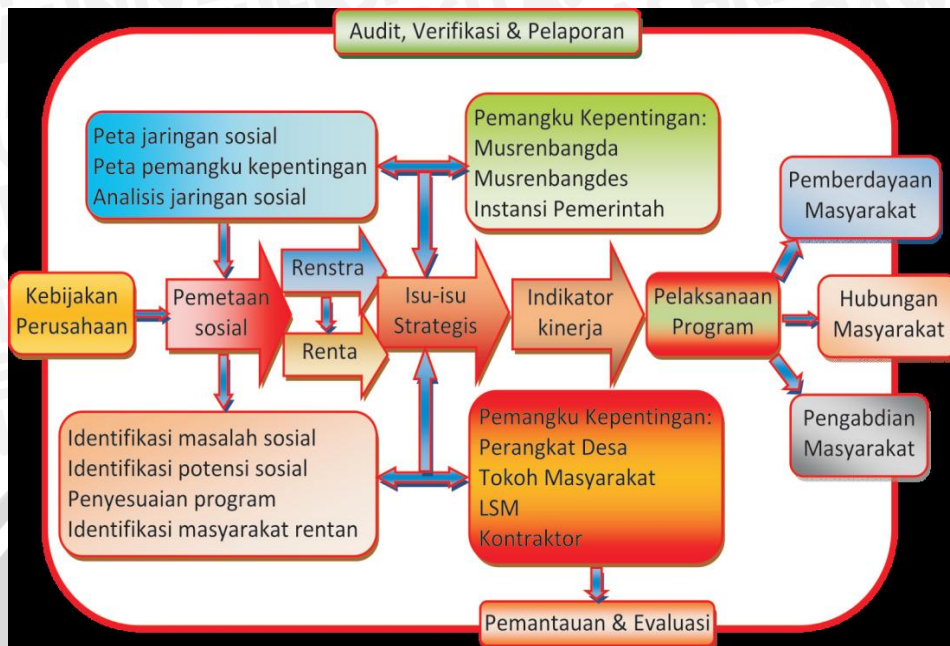 Audit, Verifikasi & Pelaporan
Peta jaringan sosial
Peta pemangku kepentingan
Analisis jaringan sosial
Pemangku Kepentingan:
Musrenbangda
Musrenbangdes
Instansi Pemerintah
Pemberdayaan
Masyarakat
Kebijakan
Perusahaan
Pemetaan
sosial
Renstra
Renta
Isu-isu
Strategis
Indikator
kinerja
Pelaksanaan
Program
Hubungan
Masyarakat
Identifikasi masalah sosial
Identifikasi potensi sosial
Penyesuaian program
Identifikasi masyarakat rentan
Pemangku Kepentingan:
Perangkat Desa
Tokoh Masyarakat
LSM
Kontraktor
Pengabdian
Masyarakat
Pemantauan & Evaluasi